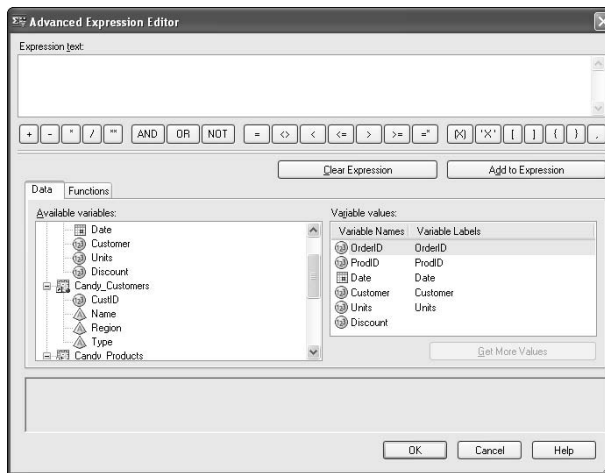 Advanced Expression Editor
Expression text:
+ - * / ** AND OR NOT = <> < <= > >= =* (X) 'X' [ ] { } ,
Clear Expression Add to Expression
Data Functions
Available variables:
Date
Customer
Units
Discount
Candy_Customers
CustID
Name
Region
Type
Candy_Products
Variable values:
Variable Names Variable Labels
OrderID OrderID
ProdID ProdID
Date Date
Customer Customer
Units Units
Discount
Get More Values
OK Cancel Help